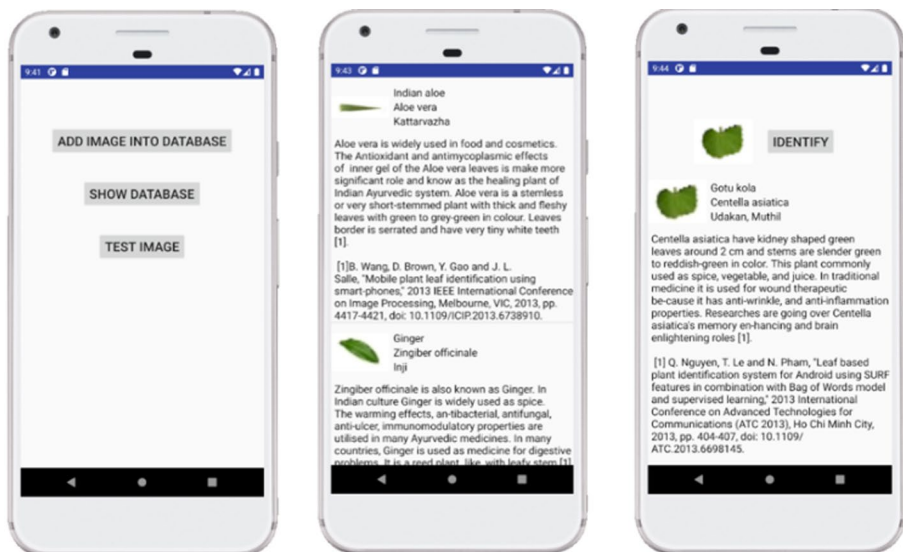 9:41
ADD IMAGE INTO DATABASE
SHOW DATABASE
TEST IMAGE
9:43
Indian aloe
Aloe vera
Kattarvazha
Aloe vera is widely used in food and cosmetics.
The Antioxidant and antimycoplasmic effects
of inner gel of the Aloe vera leaves is make more
significant role and know as the healing plant of
Indian Ayurvedic system. Aloe vera is a stemless
or very short-stemmed plant with thick and fleshy
leaves with green to grey-green in colour. Leaves
border is serrated and have very tiny white teeth
[1].
[1]B. Wang, D. Brown, Y. Gao and J. L.
Salle, "Mobile plant leaf identification using
smart-phones," 2013 IEEE International Conference
on Image Processing, Melbourne, VIC, 2013, pp.
4417-4421, doi: 10.1109/ICIP.2013.6738910.
Ginger
Zingiber officinale
Inji
Zingiber officinale is also known as Ginger. In
Indian culture Ginger is widely used as spice.
The warming effects, an-tibacterial, antifungal,
anti-ulcer, immunomodulatory properties are
utilised in many Ayurvedic medicines. In many
countries, Ginger is used as medicine for digestive
problems. It is a reed plant, like, with leafy stem [1]
9:44
IDENTIFY
Gotu kola
Centella asiatica
Udakan, Muthil
Centella asiatica have kidney shaped green
leaves around 2 cm and stems are slender green
to reddish-green in color. This plant commonly
used as spice, vegetable, and juice. In traditional
medicine it is used for wound therapeutic
be-cause it has anti-wrinkle, and anti-inflammation
properties. Researches are going over Centella
asiatica's memory en-hancing and brain
enlightening roles [1].
[1] Q. Nguyen, T. Le and N. Pham, "Leaf based
plant identification system for Android using SURF
features in combination with Bag of Words model
and supervised learning," 2013 International
Conference on Advanced Technologies for
Communications (ATC 2013), Ho Chi Minh City,
2013, pp. 404-407, doi: 10.1109/
ATC.2013.6698145.